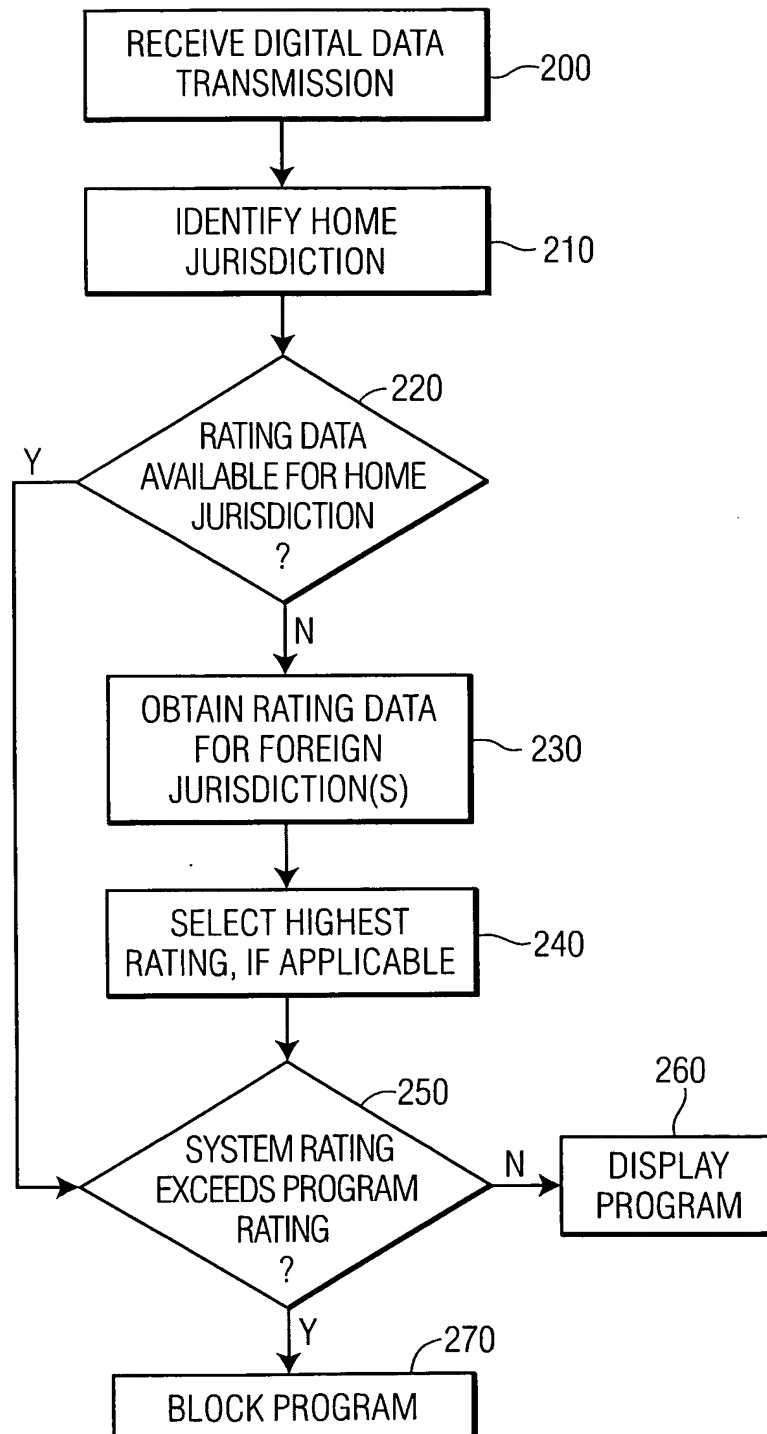 RECEIVE DIGITAL DATA
TRANSMISSION
200
IDENTIFY HOME
JURISDICTION
210
220
RATING DATA
AVAILABLE FOR HOME
JURISDICTION
?
Y
N
OBTAIN RATING DATA
FOR FOREIGN
JURISDICTION(S)
230
SELECT HIGHEST
RATING, IF APPLICABLE
240
250
SYSTEM RATING
EXCEEDS PROGRAM
RATING
?
N
260
DISPLAY
PROGRAM
Y
270
BLOCK PROGRAM